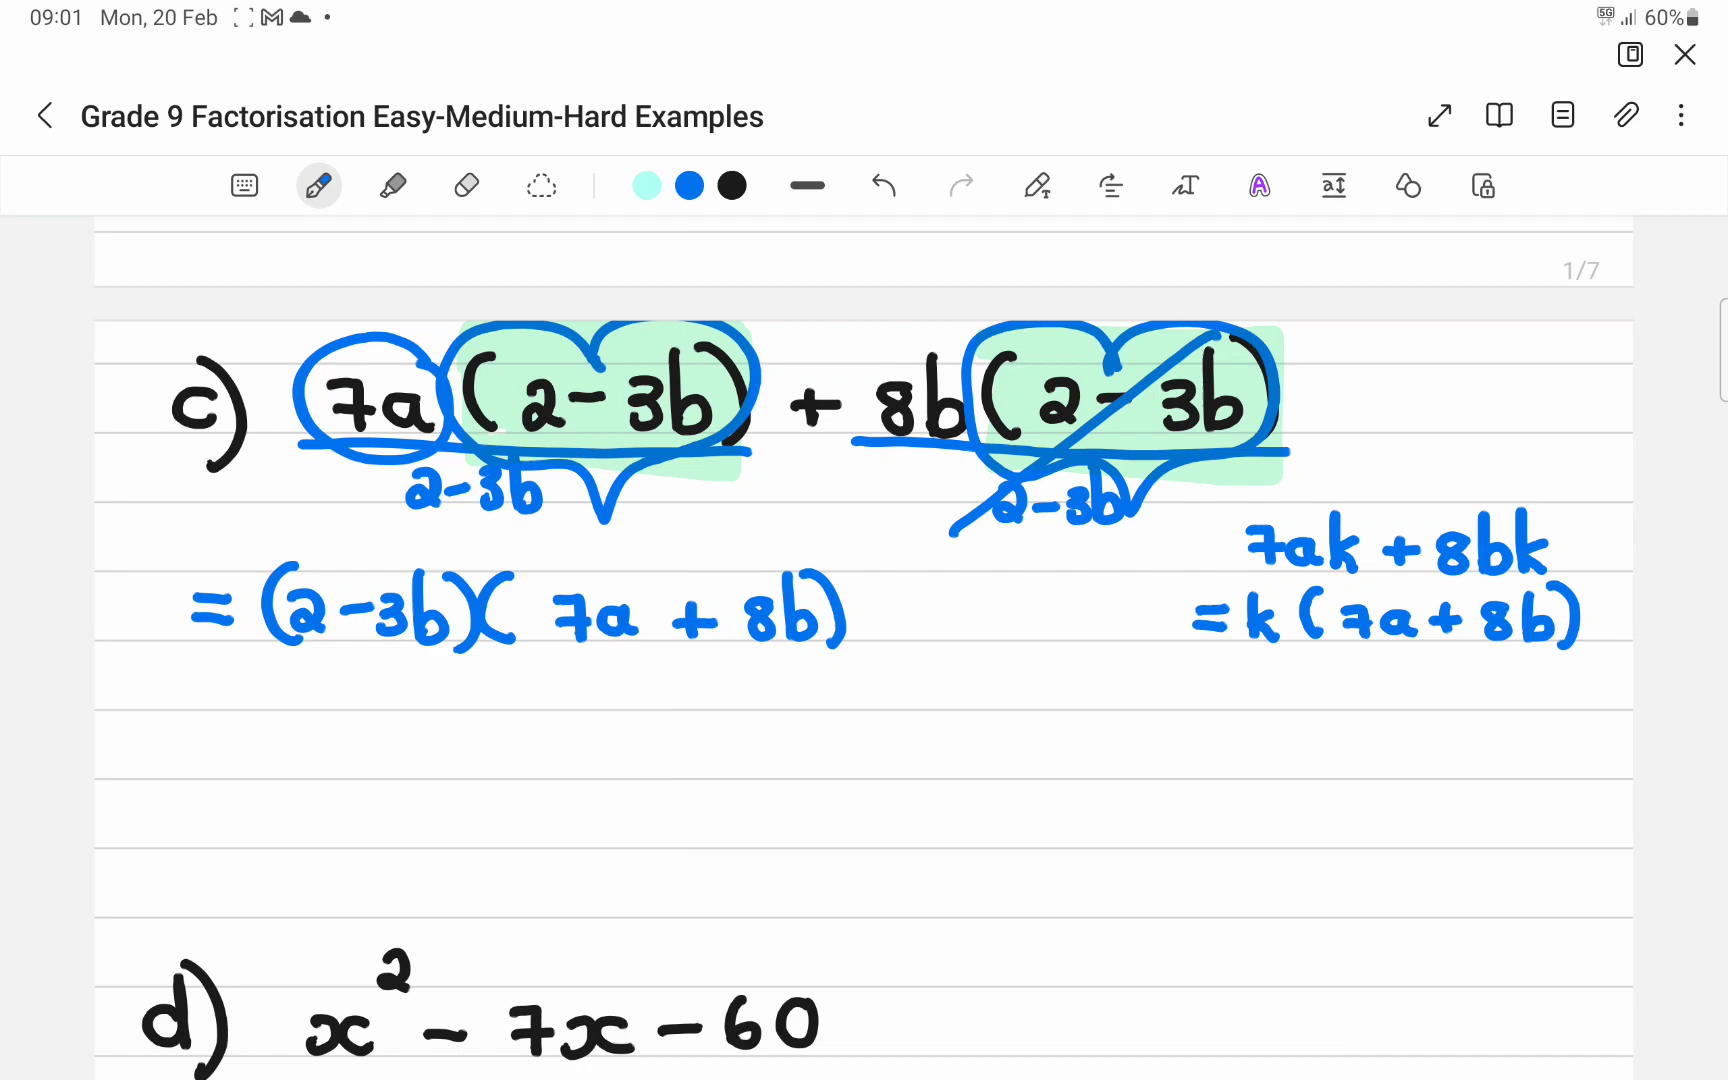 09:01 Mon, 20 Feb
5G 60%
Grade 9 Factorisation Easy-Medium-Hard Examples
1/7
c) 7a(2-3b) + 8b(2-3b)
2-3b 2-3b
7ak + 8bk
= (2-3b)(7a + 8b)
= k(7a+8b)
d) x² - 7x - 60